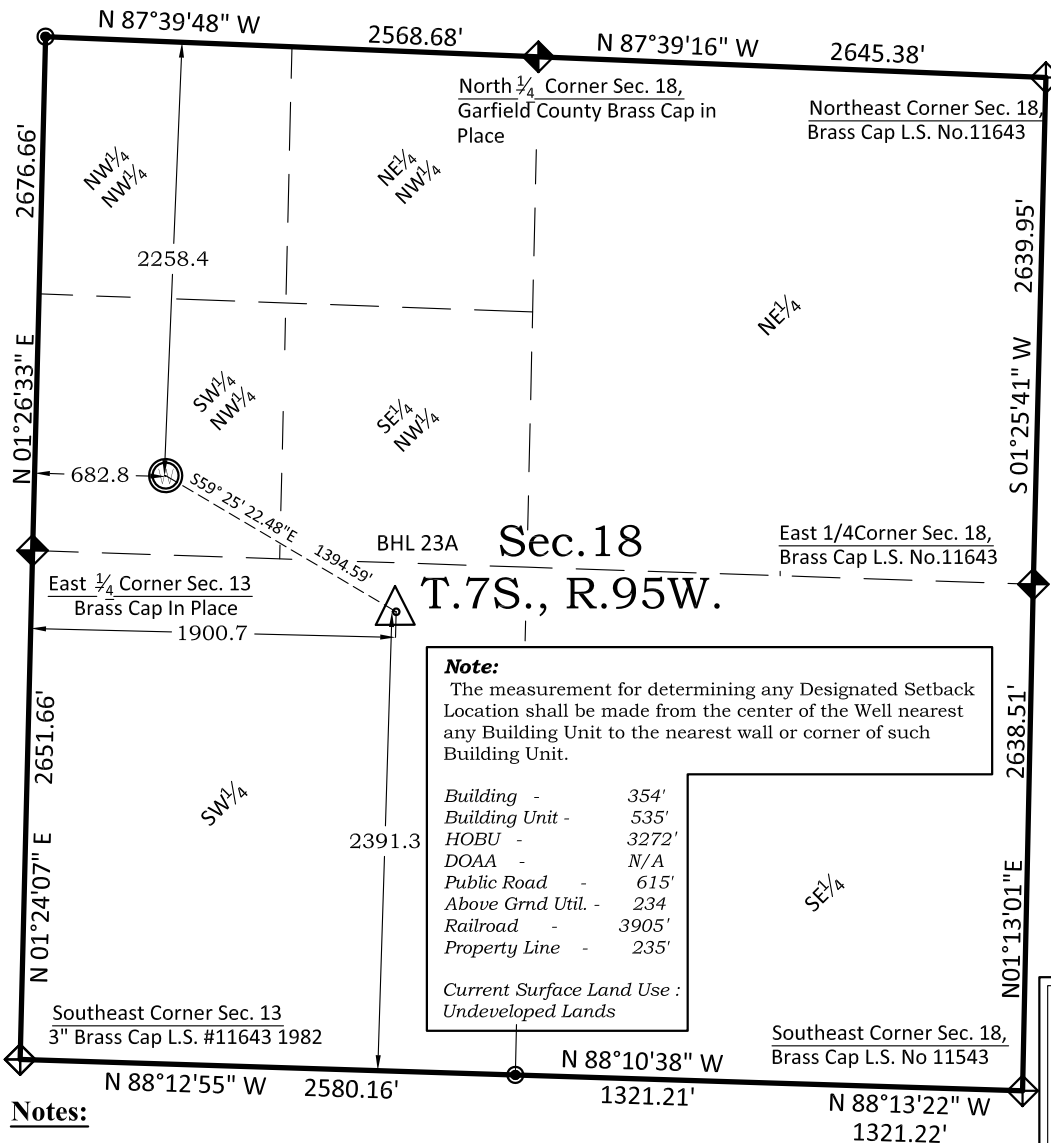 N 87°39'48" W
2568.68'
N 87°39'16" W
2645.38'
North 1/4 Corner Sec. 18,
Garfield County Brass Cap in
Place
Northeast Corner Sec. 18,
Brass Cap L.S. No.11643
2676.66'
NW1/4
NW1/4
NE1/4
NW1/4
2639.95'
2258.4
NE1/4
N 01°26'33" E
S 01°25'41" W
SW1/4
NW1/4
SE1/4
NW1/4
682.8
S59° 25' 22.48"E
1394.59'
BHL 23A
Sec.18
T.7S., R.95W.
East 1/4Corner Sec. 18,
Brass Cap L.S. No.11643
East 1/4 Corner Sec. 13
Brass Cap In Place
1900.7
Note:
The measurement for determining any Designated Setback
Location shall be made from the center of the Well nearest
any Building Unit to the nearest wall or corner of such
Building Unit.
Building - 354'
Building Unit - 535'
HOBU - 3272'
DOAA - N/A
Public Road - 615'
Above Grnd Util. - 234
Railroad - 3905'
Property Line - 235'
Current Surface Land Use :
Undeveloped Lands
2651.66'
2638.51'
SW1/4
2391.3
SE1/4
N 01°24'07" E
N01°13'01"E
Southeast Corner Sec. 13
3" Brass Cap L.S. #11643 1982
Southeast Corner Sec. 18,
Brass Cap L.S. No 11543
N 88°12'55" W
2580.16'
N 88°10'38" W
1321.21'
N 88°13'22" W
1321.22'
Notes: